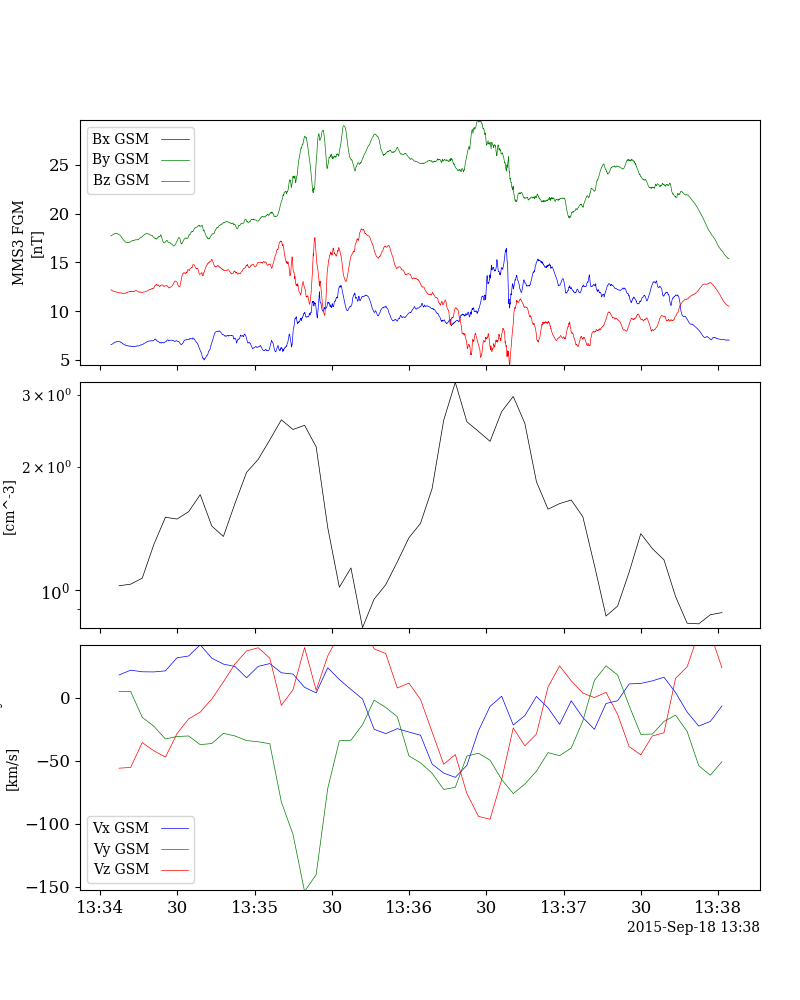 Bx GSM
By GSM
Bz GSM
MMS3 FGM
[nT]
25
20
15
10
5
3 × 10⁰
2 × 10⁰
10⁰
[cm^-3]
0
−50
−100
−150
[km/s]
Vx GSM
Vy GSM
Vz GSM
13:34 30 13:35 30 13:36 30 13:37 30 13:38
2015-Sep-18 13:38